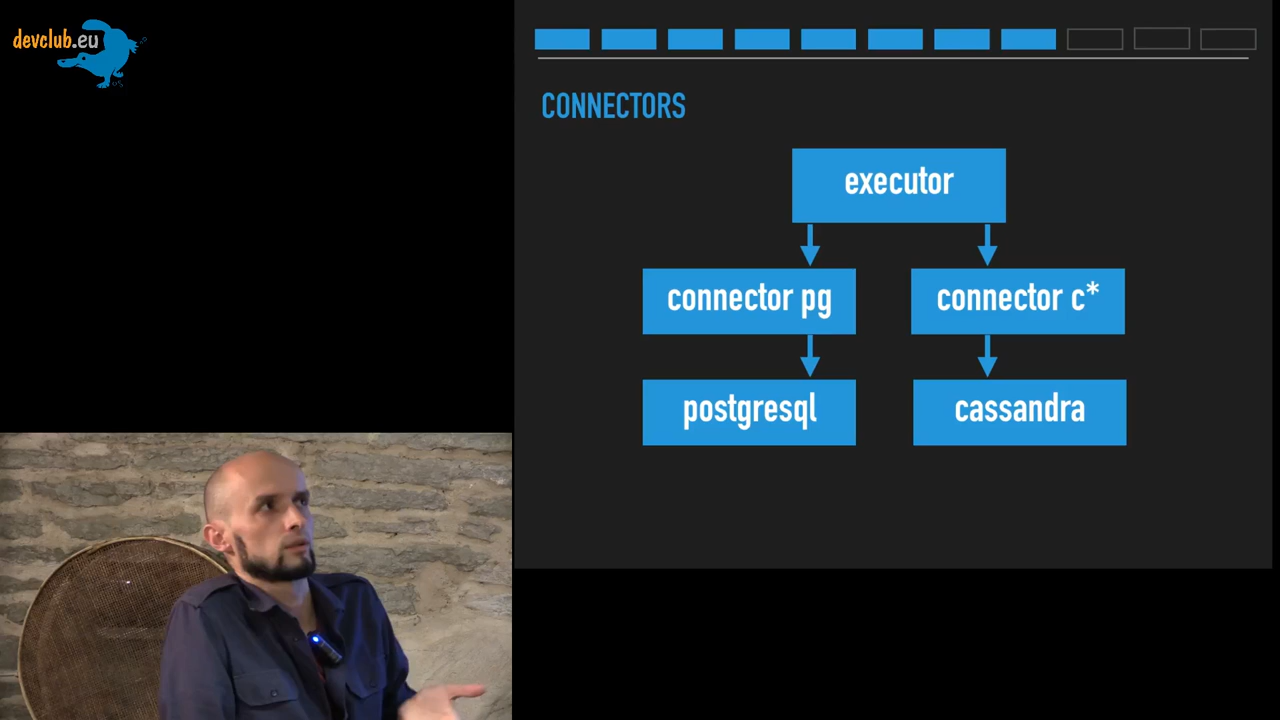 devclub.eu
CONNECTORS
executor
connector pg
connector c*
postgresql
cassandra